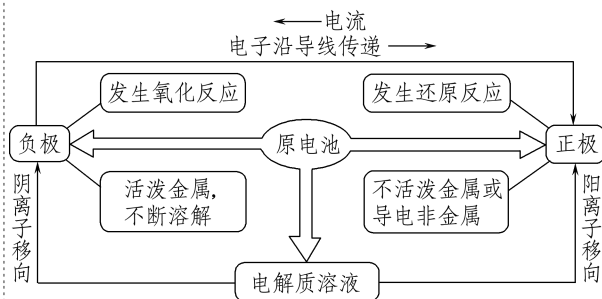 电流
电子沿导线传递
发生氧化反应
发生还原反应
负极
原电池
正极
活泼金属,
不断溶解
不活泼金属或
导电非金属
阴离子移向
阳离子移向
电解质溶液